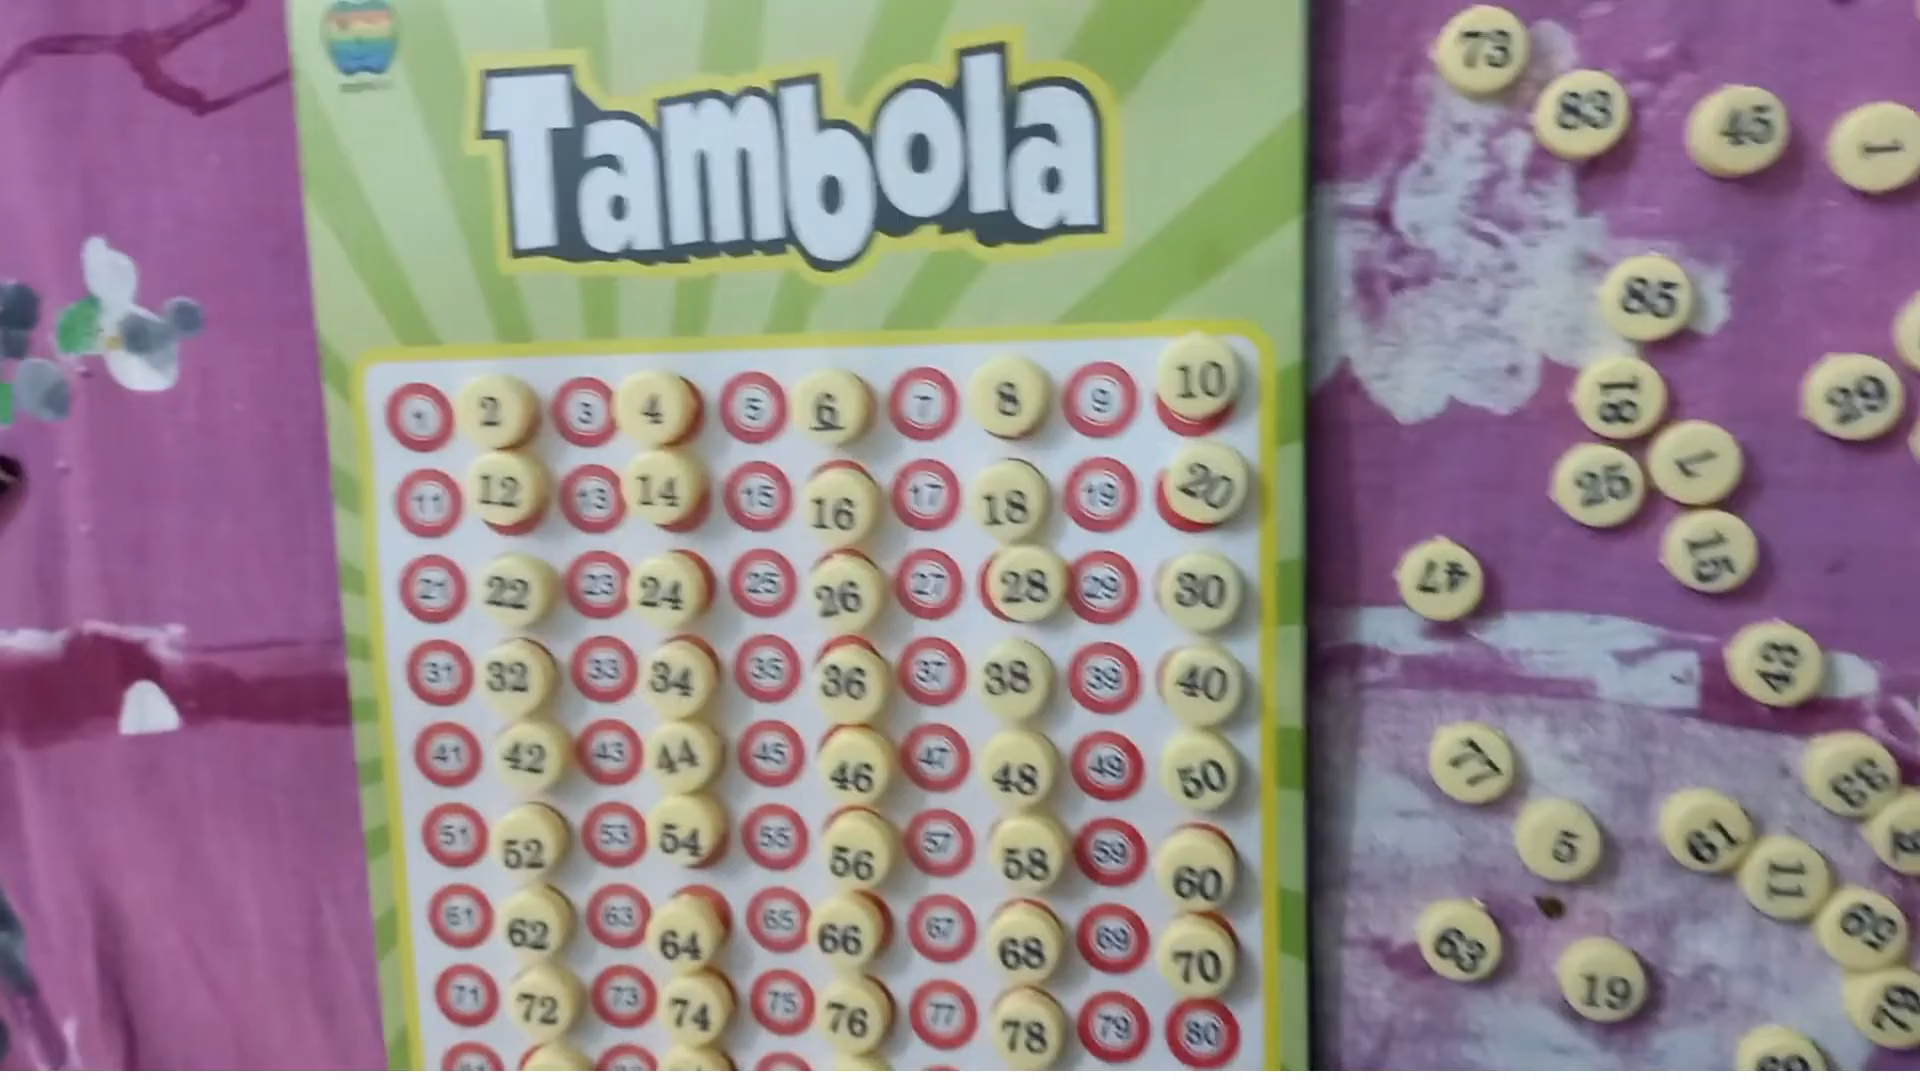 Tambola
1 2 3 4 5 6 7 8 9 10
11 12 13 14 15 16 17 18 19 20
21 22 23 24 25 26 27 28 29 30
31 32 33 34 35 36 37 38 39 40
41 42 43 44 45 46 47 48 49 50
51 52 53 54 55 56 57 58 59 60
61 62 63 64 65 66 67 68 69 70
71 72 73 74 75 76 77 78 79 80
73
83
45
1
85
81
29
25
7
15
47
43
77
33
5
61
11
63
59
19
79